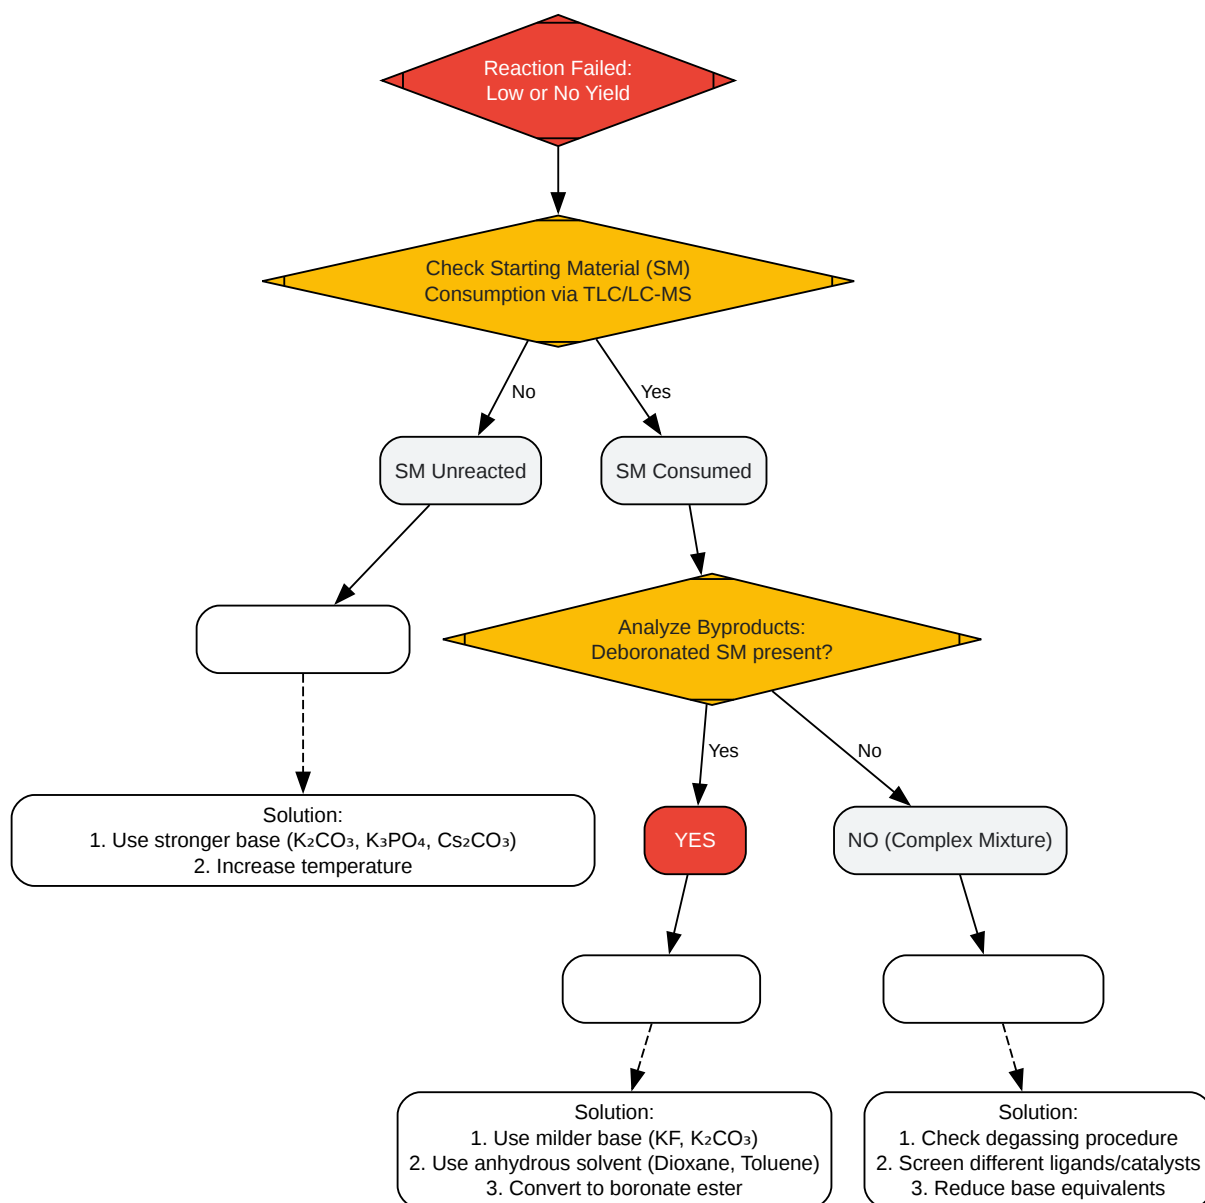 Reaction Failed:
Low or No Yield
Check Starting Material (SM)
Consumption via TLC/LC-MS
No
Yes
SM Unreacted
SM Consumed
Analyze Byproducts:
Deboronated SM present?
Yes
No
Solution:
1. Use stronger base (K₂CO₃, K₃PO₄, Cs₂CO₃)
2. Increase temperature
YES
NO (Complex Mixture)
Solution:
1. Use milder base (KF, K₂CO₃)
2. Use anhydrous solvent (Dioxane, Toluene)
3. Convert to boronate ester
Solution:
1. Check degassing procedure
2. Screen different ligands/catalysts
3. Reduce base equivalents